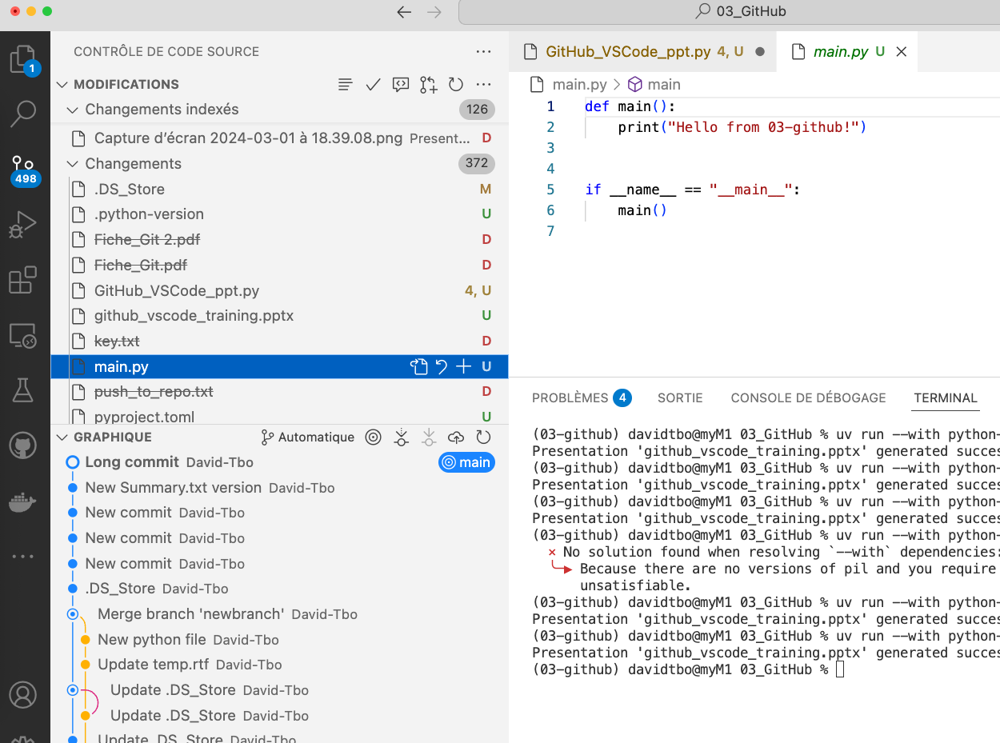 03_GitHub
1
498
CONTRÔLE DE CODE SOURCE
MODIFICATIONS
Changements indexés 126
Capture d’écran 2024-03-01 à 18.39.08.png Present... D
Changements 372
.DS_Store M
.python-version U
Fiche_Git 2.pdf D
Fiche_Git.pdf D
GitHub_VSCode_ppt.py 4, U
github_vscode_training.pptx U
key.txt D
main.py U
push_to_repo.txt D
pyproject.toml U
GRAPHIQUE Automatique
Long commit David-Tbo main
New Summary.txt version David-Tbo
New commit David-Tbo
New commit David-Tbo
New commit David-Tbo
.DS_Store David-Tbo
Merge branch 'newbranch' David-Tbo
New python file David-Tbo
Update temp.rtf David-Tbo
Update .DS_Store David-Tbo
Update .DS_Store David-Tbo
Update .DS_Store David-Tbo
GitHub_VSCode_ppt.py 4, U
main.py U
main.py > main
1 def main():
2 print("Hello from 03-github!")
3
4
5 if __name__ == "__main__":
6 main()
7
PROBLÈMES 4 SORTIE CONSOLE DE DÉBOGAGE TERMINAL
(03-github) davidtbo@myM1 03_GitHub % uv run --with python-
Presentation 'github_vscode_training.pptx' generated succes
(03-github) davidtbo@myM1 03_GitHub % uv run --with python-
Presentation 'github_vscode_training.pptx' generated succes
(03-github) davidtbo@myM1 03_GitHub % uv run --with python-
Presentation 'github_vscode_training.pptx' generated succes
(03-github) davidtbo@myM1 03_GitHub % uv run --with python-
× No solution found when resolving `--with` dependencies:
Because there are no versions of pil and you require
unsatisfiable.
(03-github) davidtbo@myM1 03_GitHub % uv run --with python-
Presentation 'github_vscode_training.pptx' generated succes
(03-github) davidtbo@myM1 03_GitHub % uv run --with python-
Presentation 'github_vscode_training.pptx' generated succes
(03-github) davidtbo@myM1 03_GitHub %